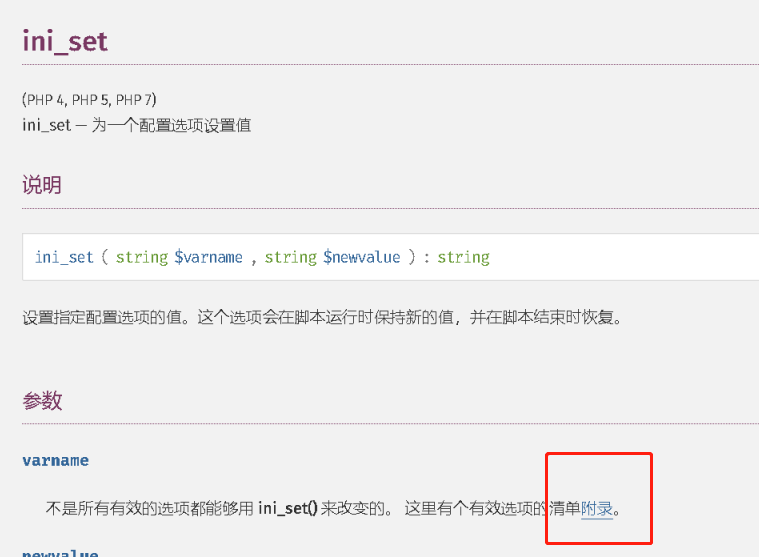 ini_set
(PHP 4, PHP 5, PHP 7)
ini_set — 为一个配置选项设置值
说明
ini_set ( string $varname , string $newvalue ) : string
设置指定配置选项的值。这个选项会在脚本运行时保持新的值，并在脚本结束时恢复。
参数
varname
不是所有有效的选项都能够用 ini_set() 来改变的。 这里有个有效选项的清单附录。
newvalue